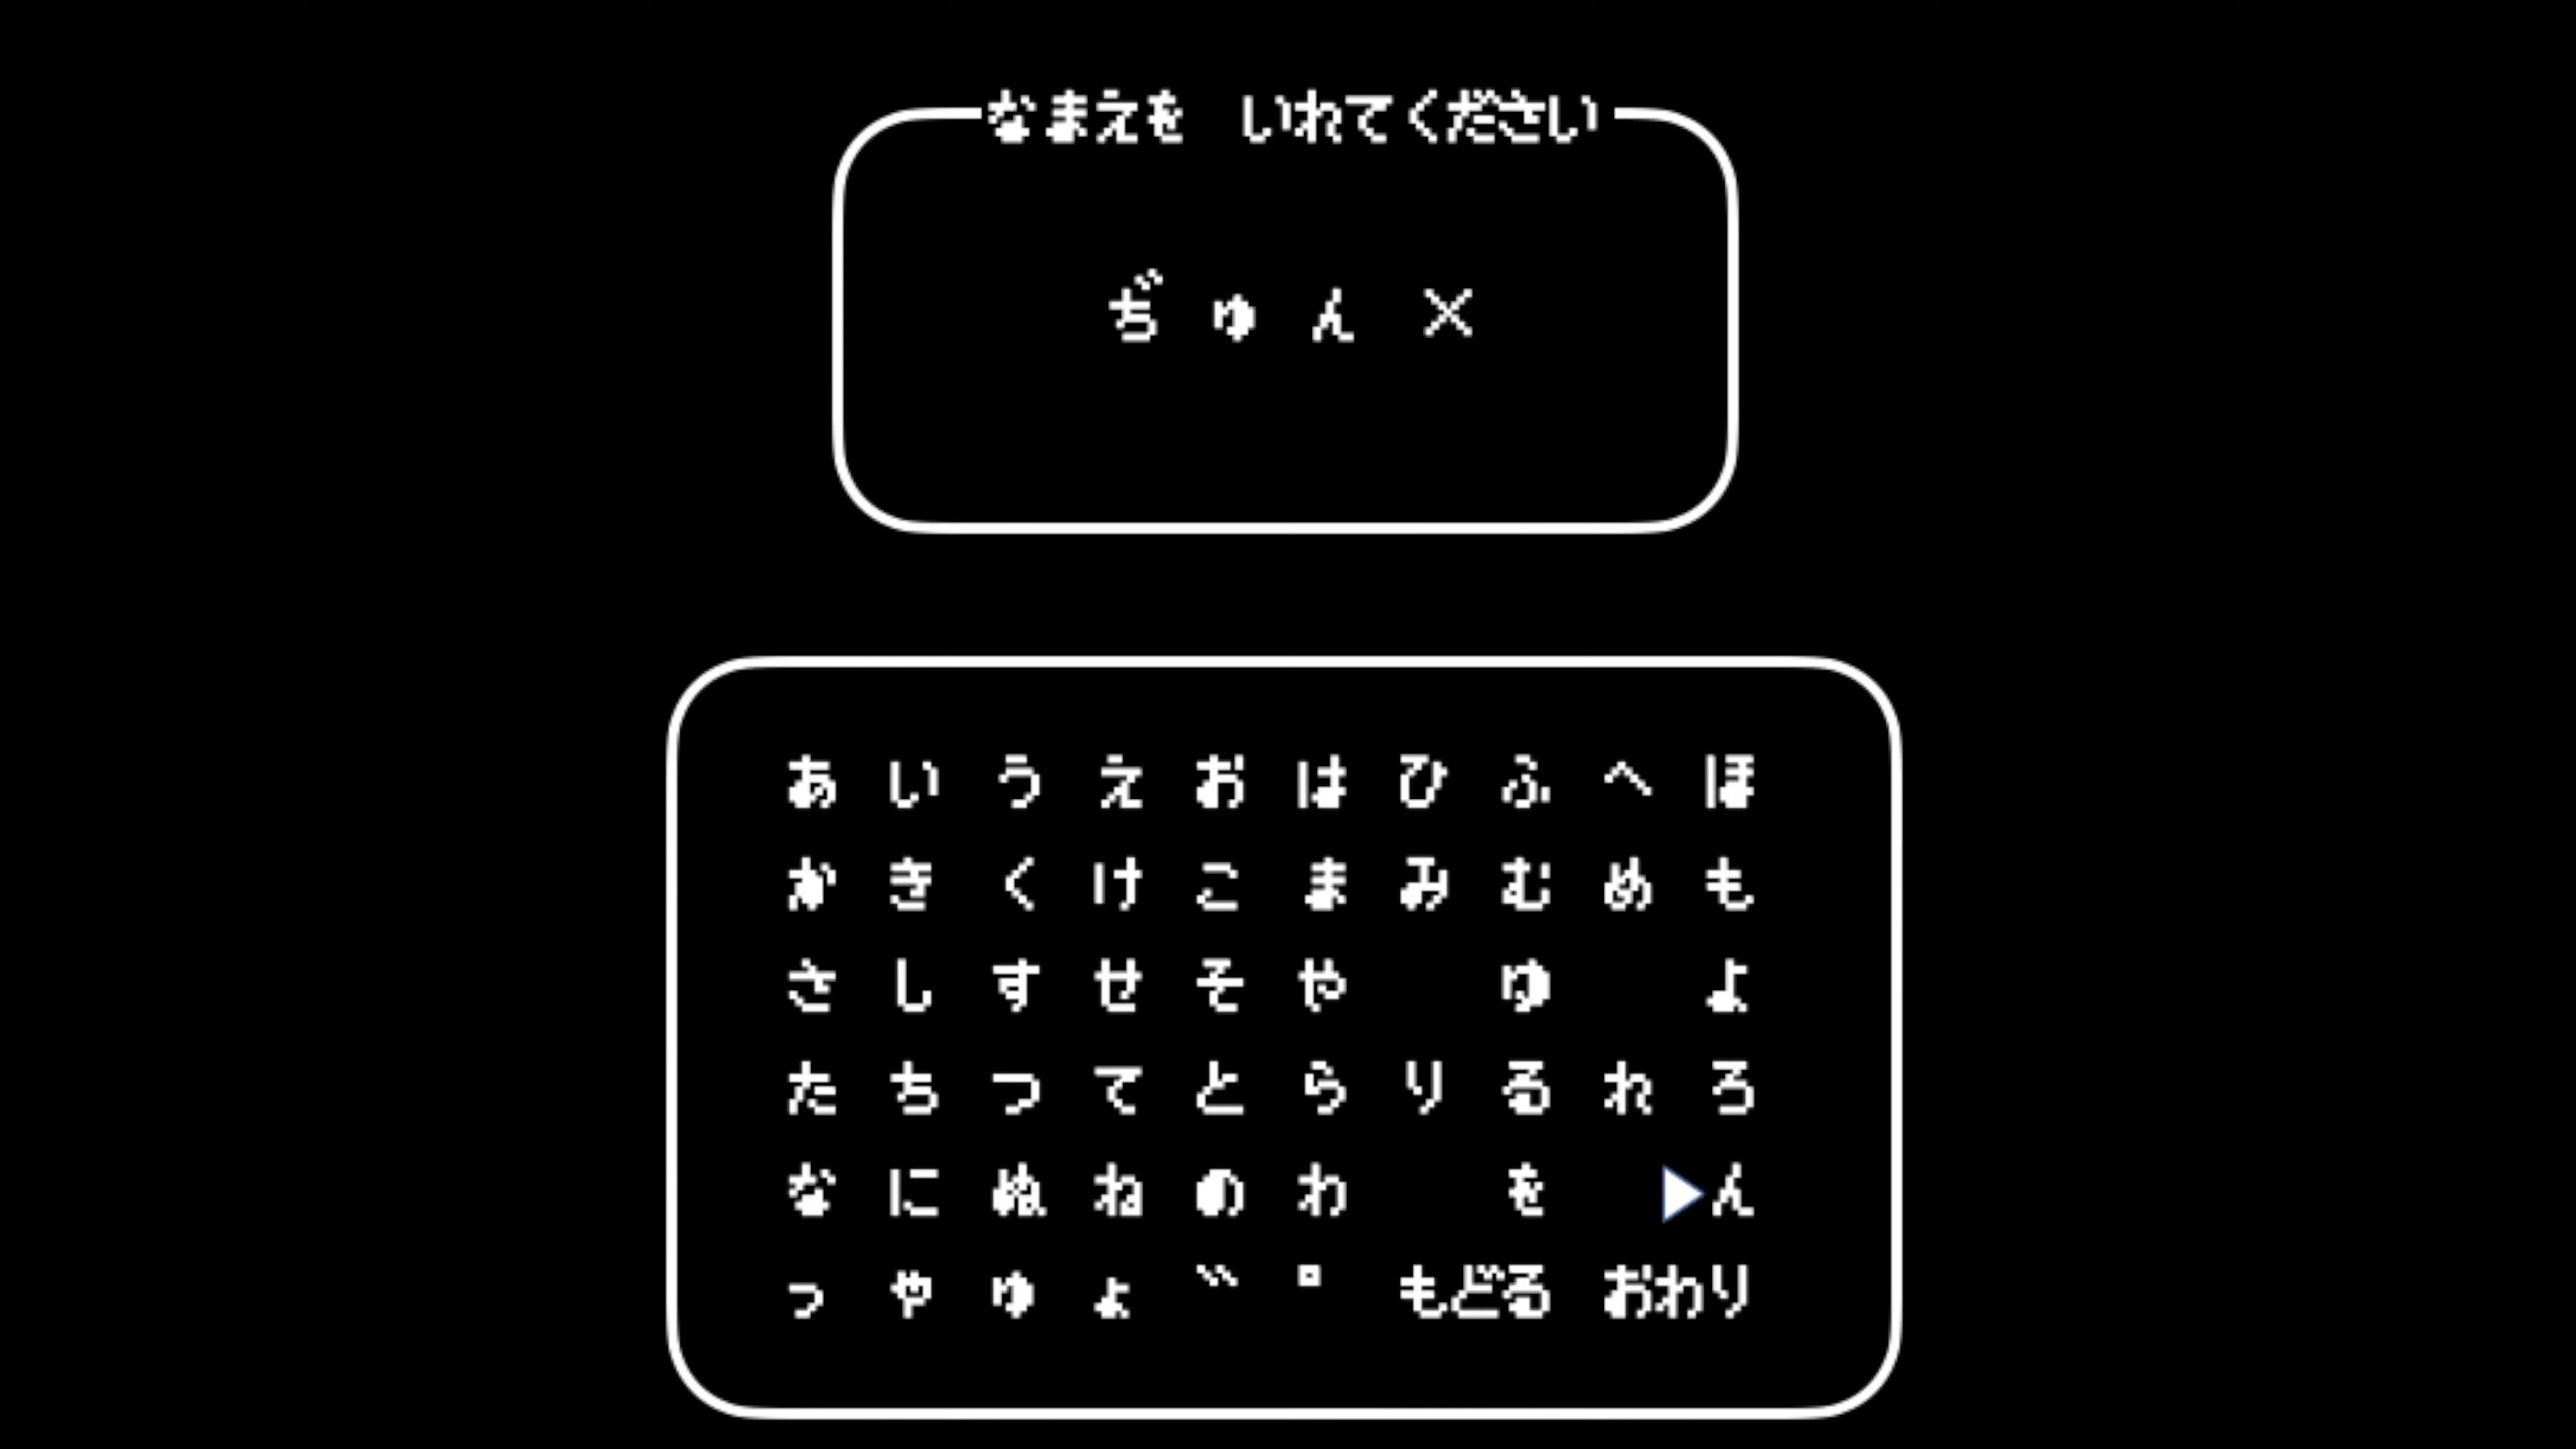 なまえを　いれてください
ぢゅん×
あ い う え お は ひ ふ へ ほ
か き く け こ ま み む め も
さ し す せ そ や ゆ よ
た ち つ て と ら り る れ ろ
な に ぬ ね の わ を ▶ん
っ ゃ ゅ ょ ゛ ゜ もどる おわり